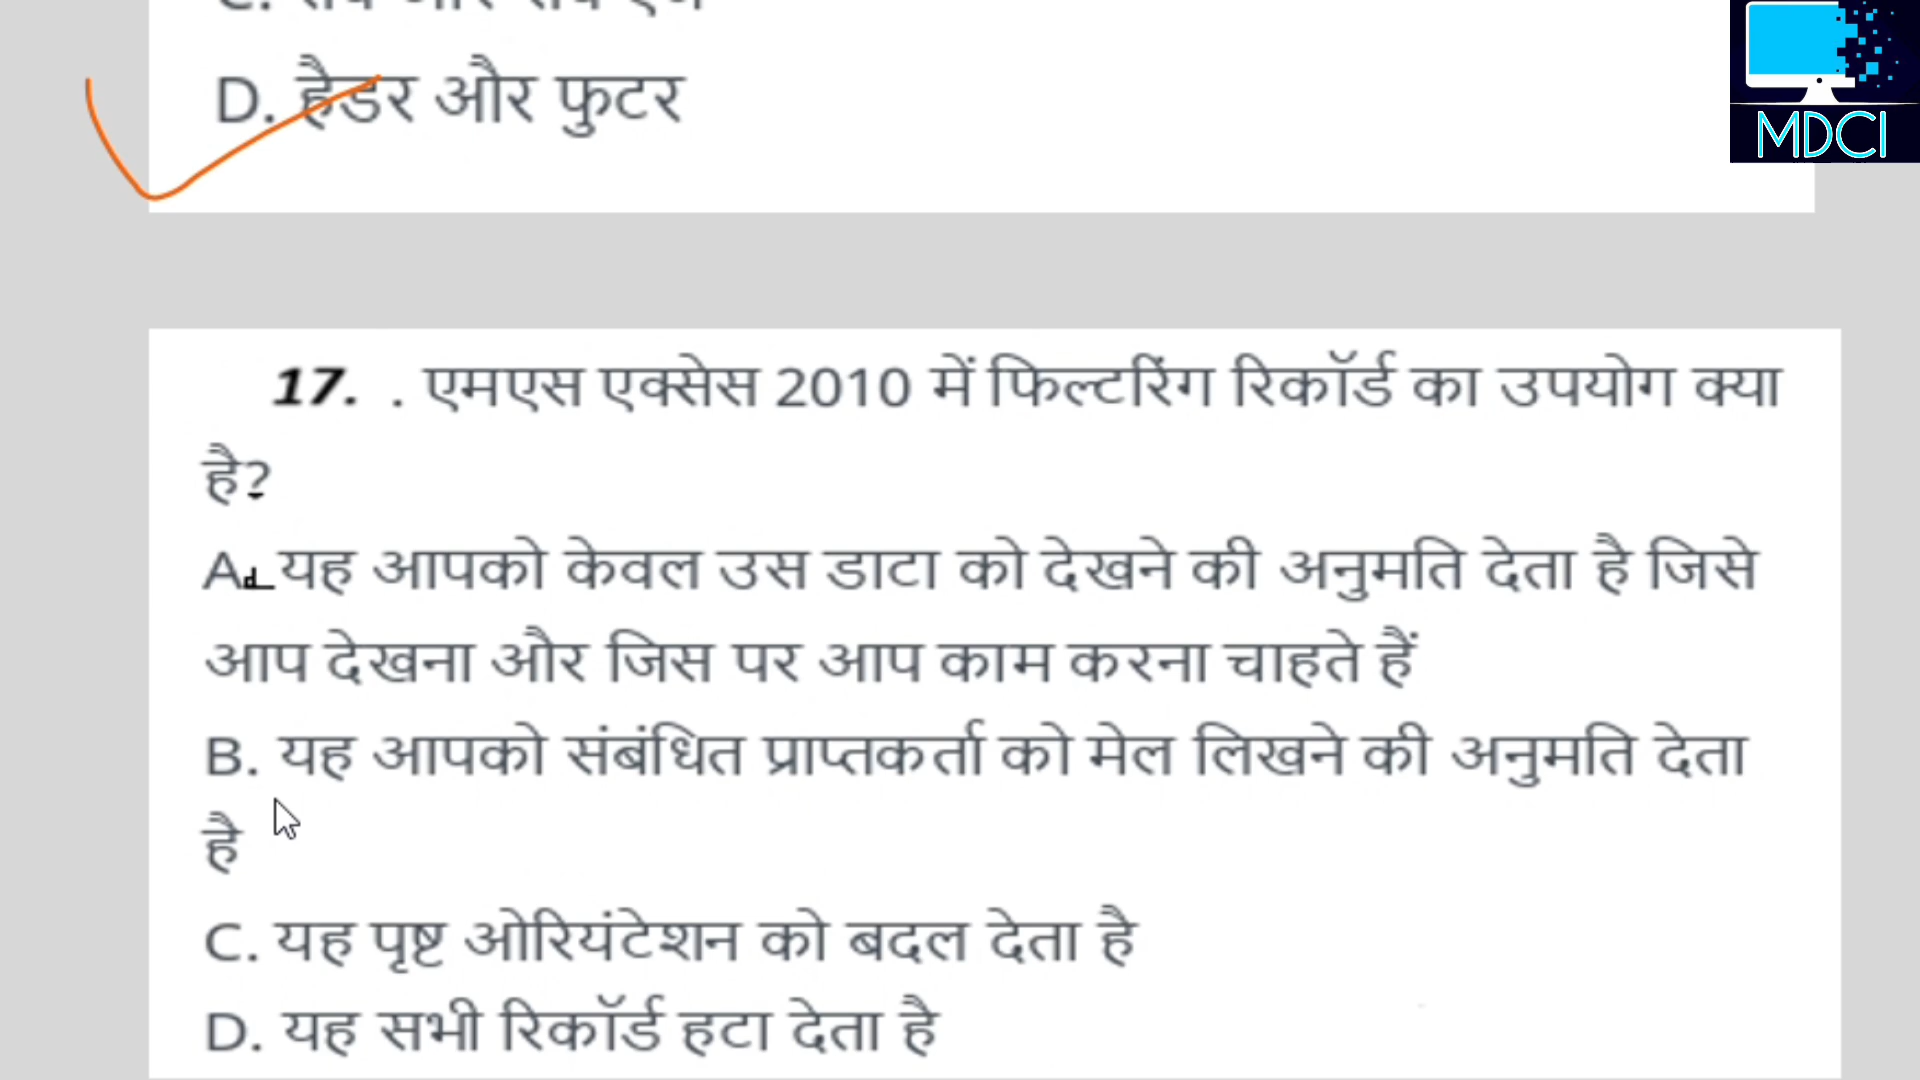 D. हैडर और फुटर
MDCI
17. . एमएस एक्सेस 2010 में फिल्टरिंग रिकॉर्ड का उपयोग क्या
है?
A. यह आपको केवल उस डाटा को देखने की अनुमति देता है जिसे
आप देखना और जिस पर आप काम करना चाहते हैं
B. यह आपको संबंधित प्राप्तकर्ता को मेल लिखने की अनुमति देता
है
C. यह पृष्ट ओरियंटेशन को बदल देता है
D. यह सभी रिकॉर्ड हटा देता है